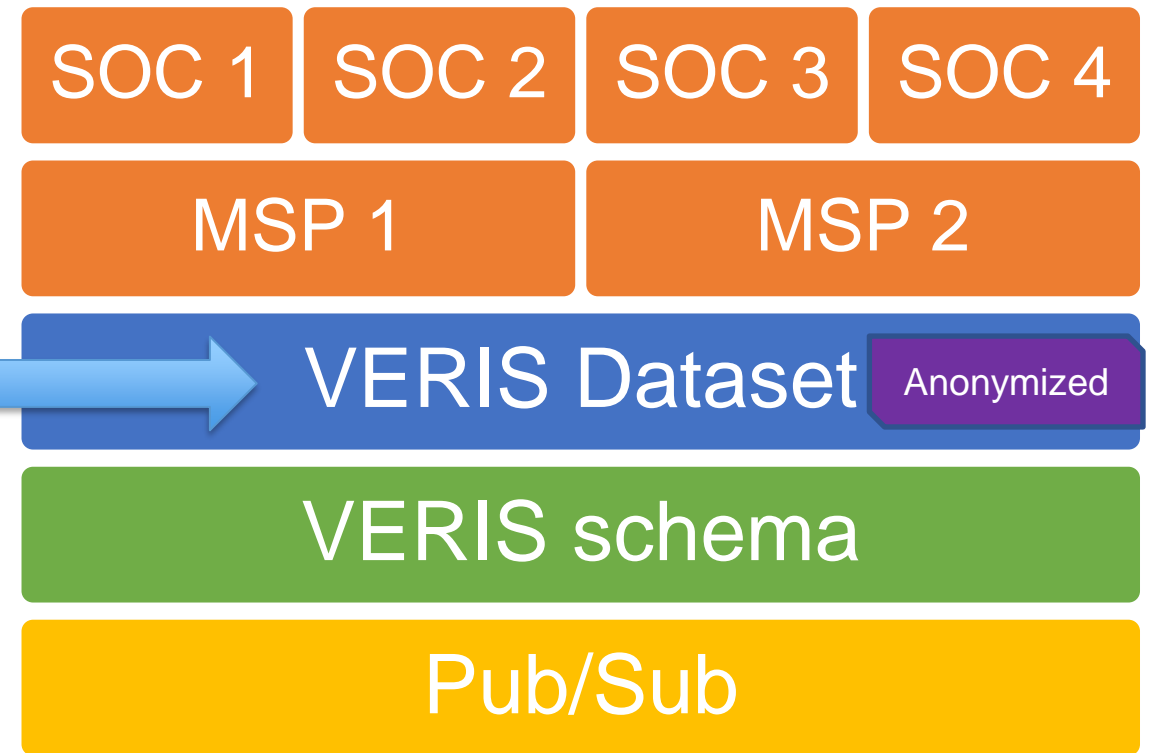 SOC 1 SOC 2 SOC 3 SOC 4
MSP 1 MSP 2
VERIS Dataset Anonymized
VERIS schema
Pub/Sub